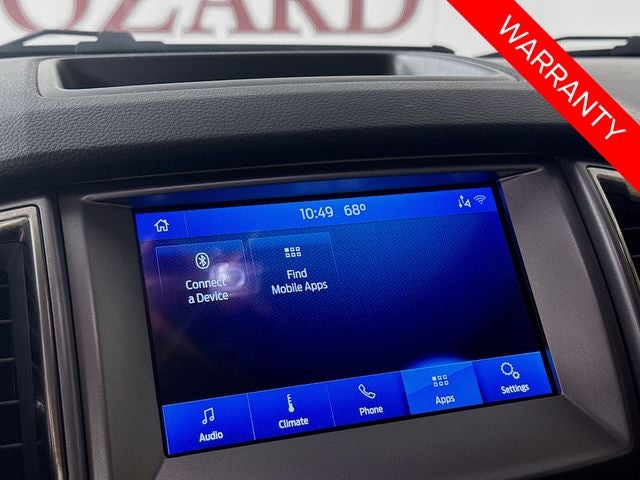 OZARD
WARRANTY
10:49 68°
Connect
a Device
Find
Mobile Apps
Audio
Climate
Phone
Apps
Settings